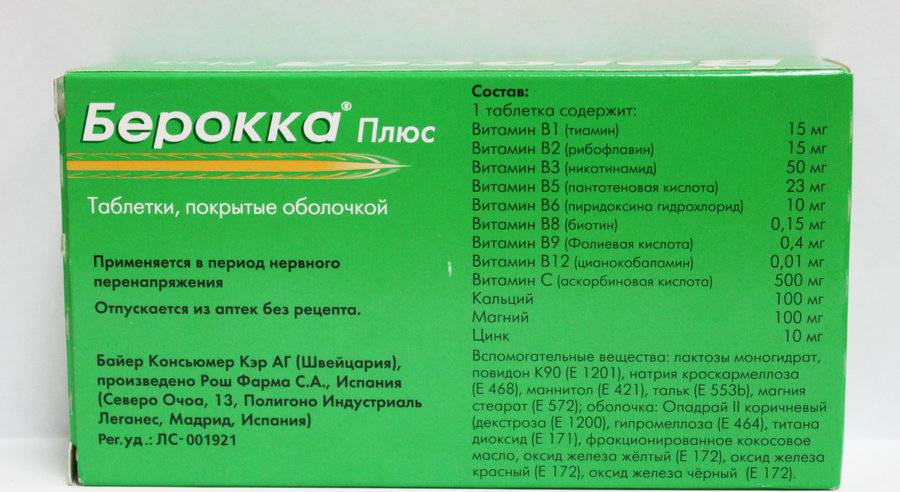 Берокка® Плюс
Таблетки, покрытые оболочкой
Применяется в период нервного
перенапряжения
Отпускается из аптек без рецепта.
Байер Консьюмер Кэр АГ (Швейцария),
произведено Рош Фарма С.А., Испания
(Северо Очоа, 13, Полигоно Индустриаль
Леганес, Мадрид, Испания)
Рег.уд.: ЛС-001921
Состав:
1 таблетка содержит:
Витамин В1 (тиамин) 15 мг
Витамин В2 (рибофлавин) 15 мг
Витамин В3 (никотинамид) 50 мг
Витамин В5 (пантотеновая кислота) 23 мг
Витамин В6 (пиридоксина гидрохлорид) 10 мг
Витамин В8 (биотин) 0,15 мг
Витамин В9 (Фолиевая кислота) 0,4 мг
Витамин В12 (цианокобаламин) 0,01 мг
Витамин С (аскорбиновая кислота) 500 мг
Кальций 100 мг
Магний 100 мг
Цинк 10 мг
Вспомогательные вещества: лактозы моногидрат,
повидон К90 (Е 1201), натрия кроскармеллоза
(Е 468), маннитол (Е 421), тальк (Е 553b), магния
стеарат (Е 572); оболочка: Опадрай II коричневый
(декстроза (Е 1200), гипромеллоза (Е 464), титана
диоксид (Е 171), фракционированное кокосовое
масло, оксид железа жёлтый (Е 172), оксид железа
красный (Е 172), оксид железа чёрный (Е 172).